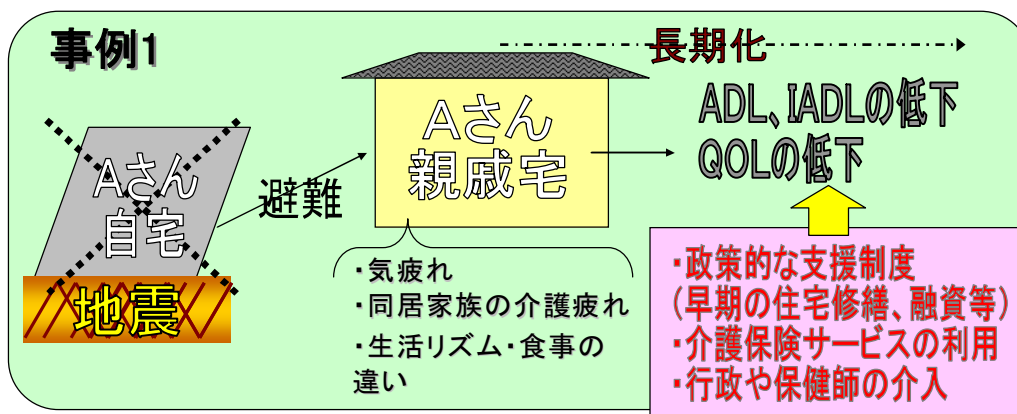 事例1
長期化
Aさん
自宅
地震
避難
Aさん
親戚宅
ADL、IADLの低下
QOLの低下
・気疲れ
・同居家族の介護疲れ
・生活リズム・食事の
違い
・政策的な支援制度
(早期の住宅修繕、融資等)
・介護保険サービスの利用
・行政や保健師の介入